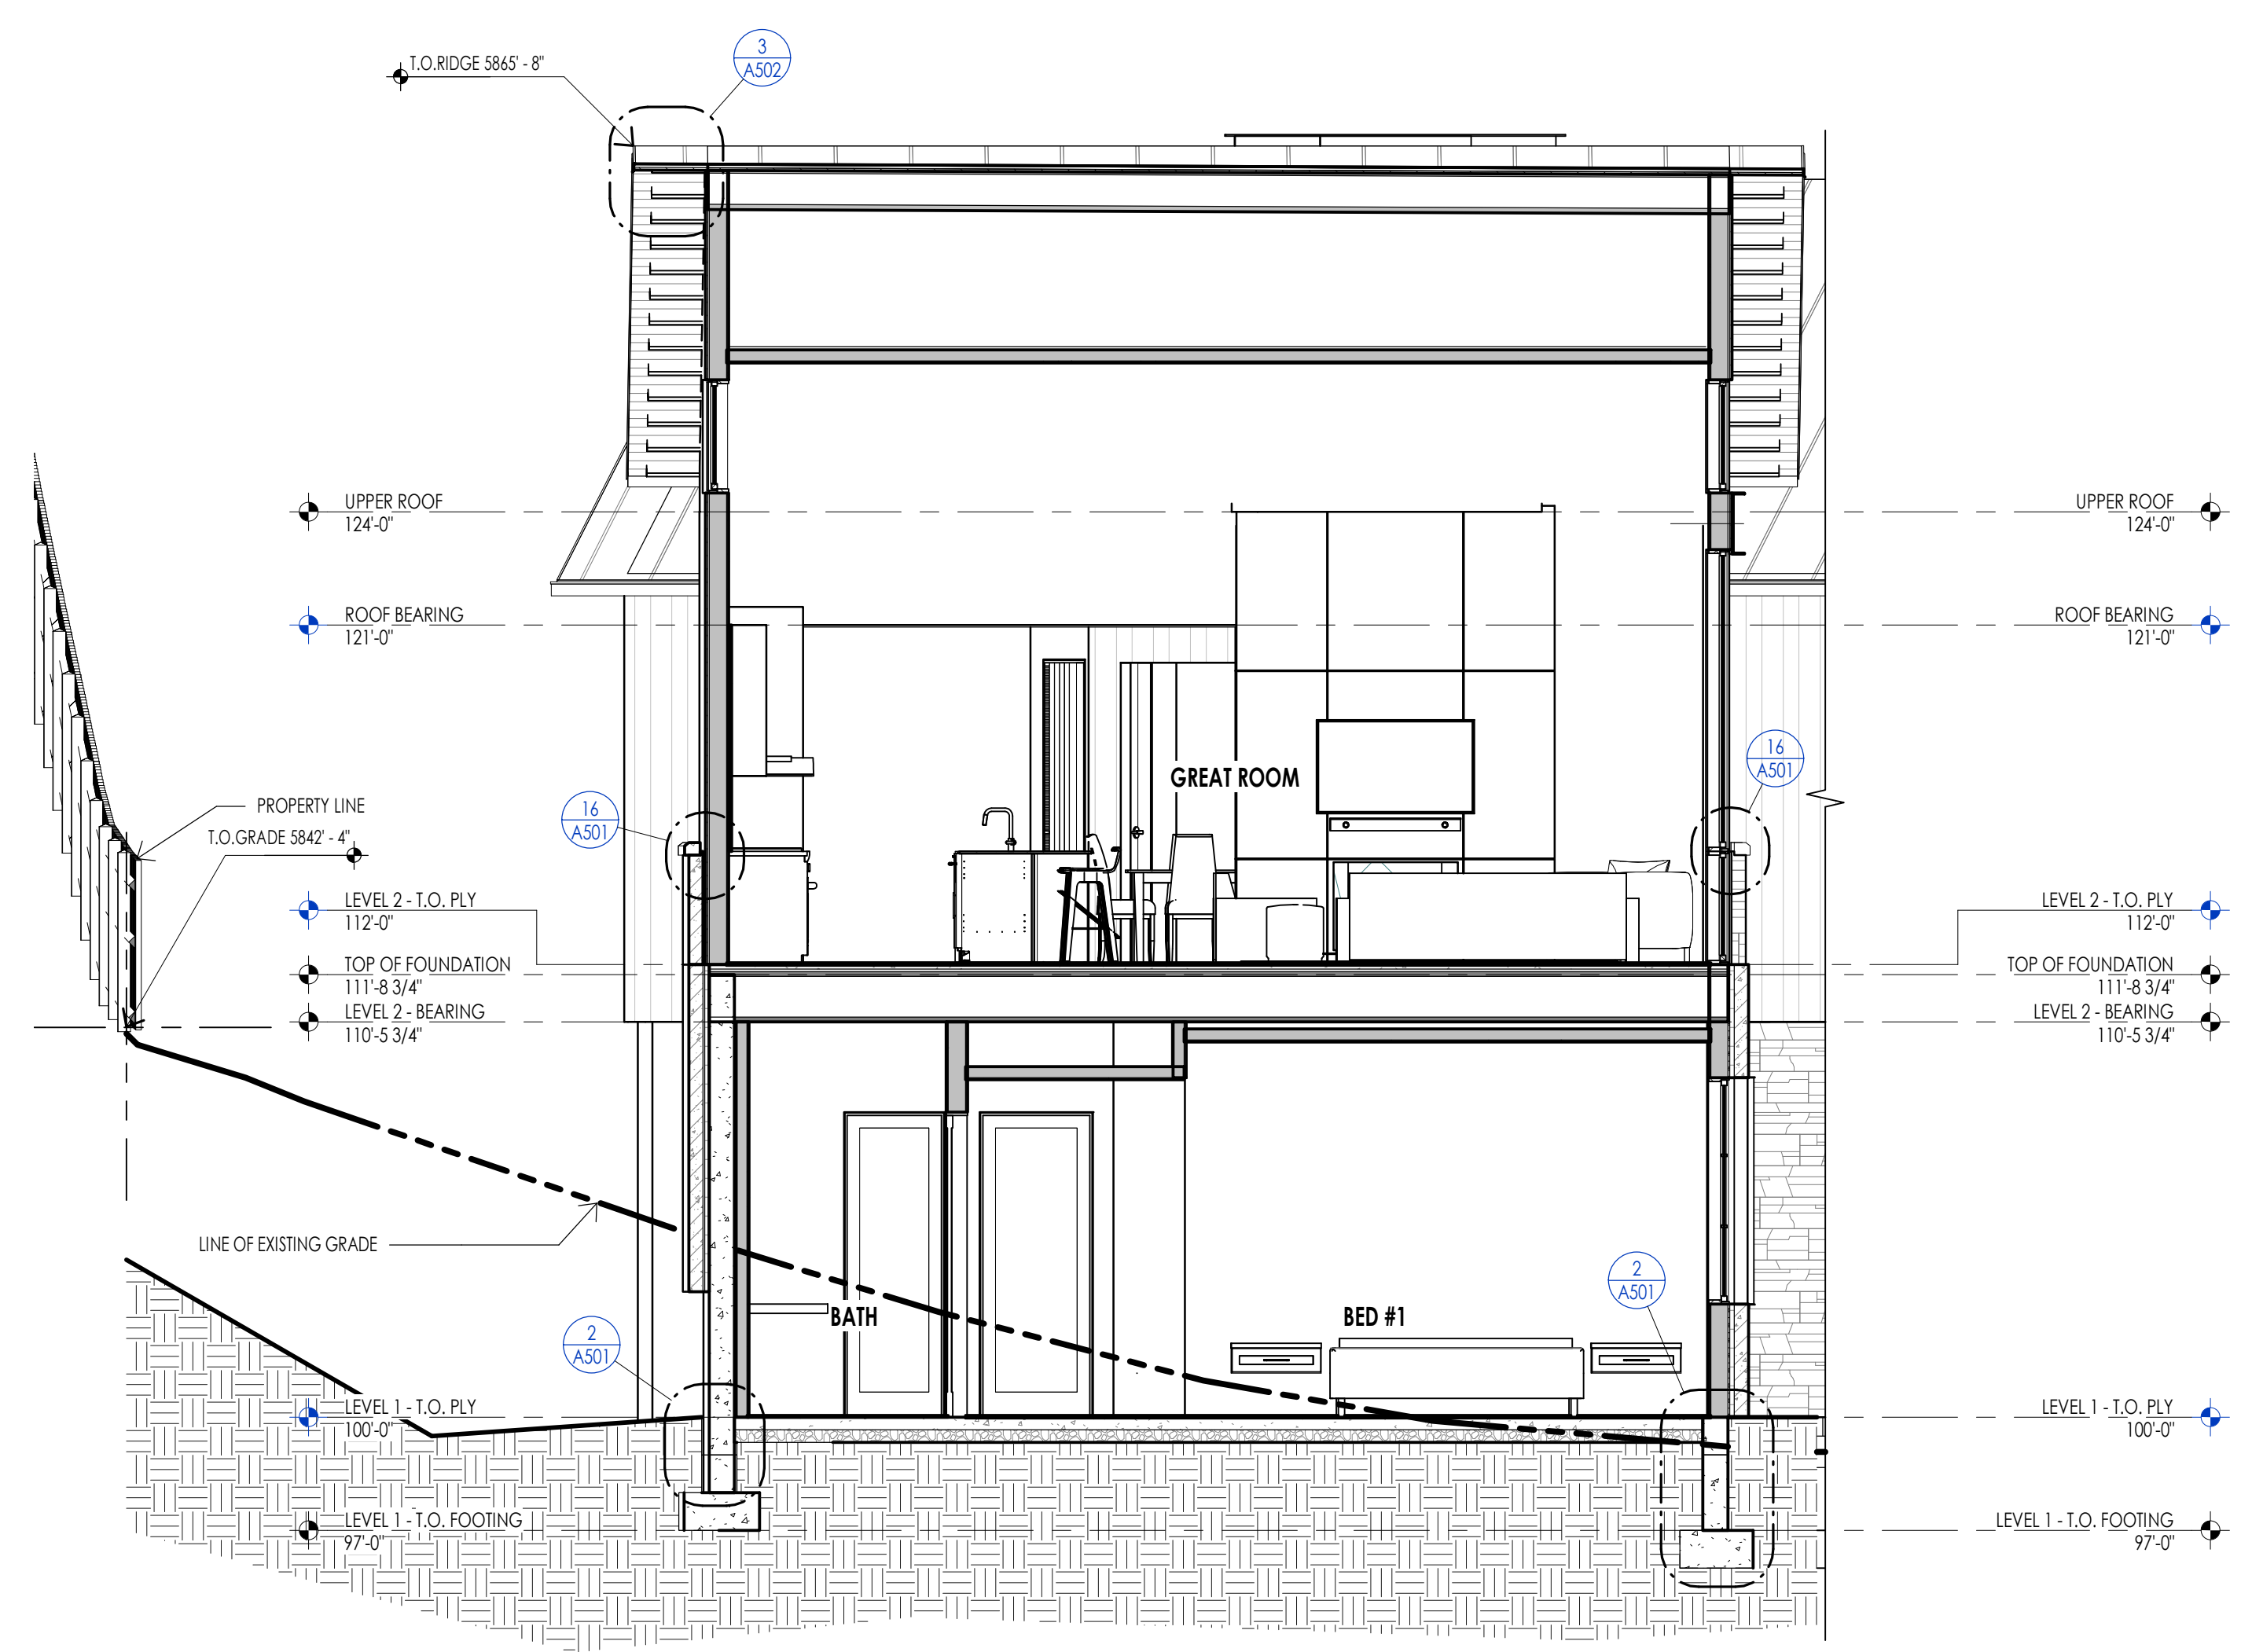 3
A502
T.O.RIDGE 5865' - 8"
UPPER ROOF
124'-0"
UPPER ROOF
124'-0"
ROOF BEARING
121'-0"
ROOF BEARING
121'-0"
GREAT ROOM
16
A501
16
A501
PROPERTY LINE
T.O.GRADE 5842' - 4"
LEVEL 2 - T.O. PLY
112'-0"
LEVEL 2 - T.O. PLY
112'-0"
TOP OF FOUNDATION
111'-8 3/4"
TOP OF FOUNDATION
111'-8 3/4"
LEVEL 2 - BEARING
110'-5 3/4"
LEVEL 2 - BEARING
110'-5 3/4"
LINE OF EXISTING GRADE
2
A501
BATH
BED #1
2
A501
LEVEL 1 - T.O. PLY
100'-0"
LEVEL 1 - T.O. PLY
100'-0"
LEVEL 1 - T.O. FOOTING
97'-0"
LEVEL 1 - T.O. FOOTING
97'-0"